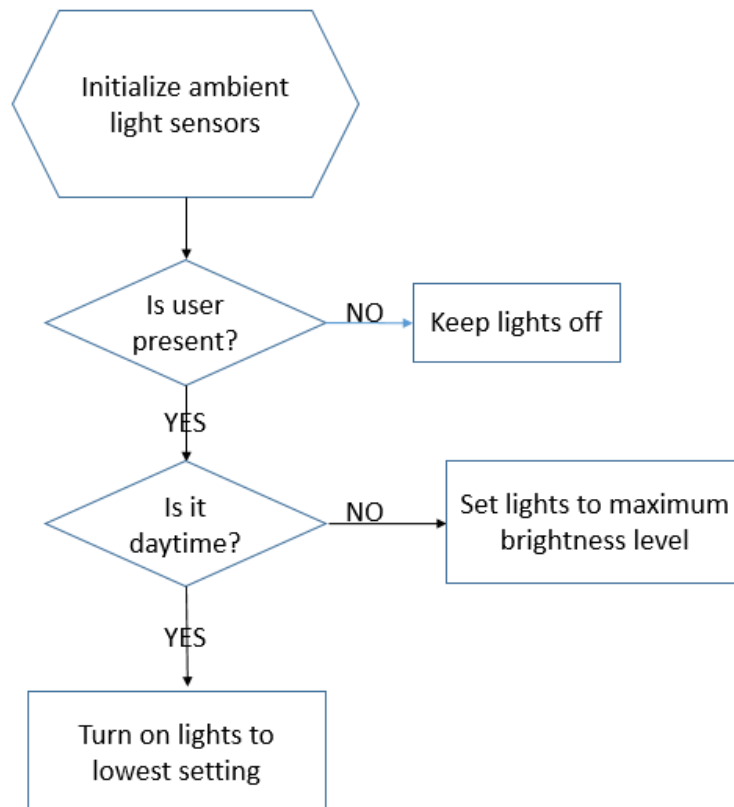 Initialize ambient
light sensors
Is user
present?
NO
Keep lights off
YES
Is it
daytime?
NO
Set lights to maximum
brightness level
YES
Turn on lights to
lowest setting